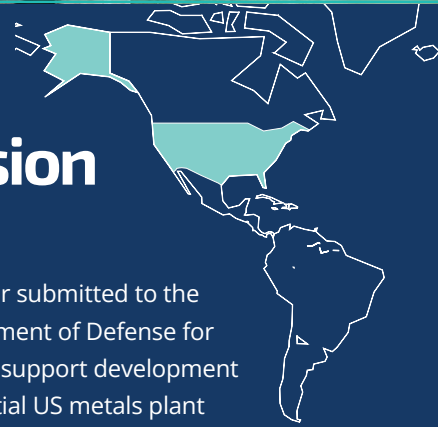 sion
r submitted to the
ment of Defense for
support development
tial US metals plant